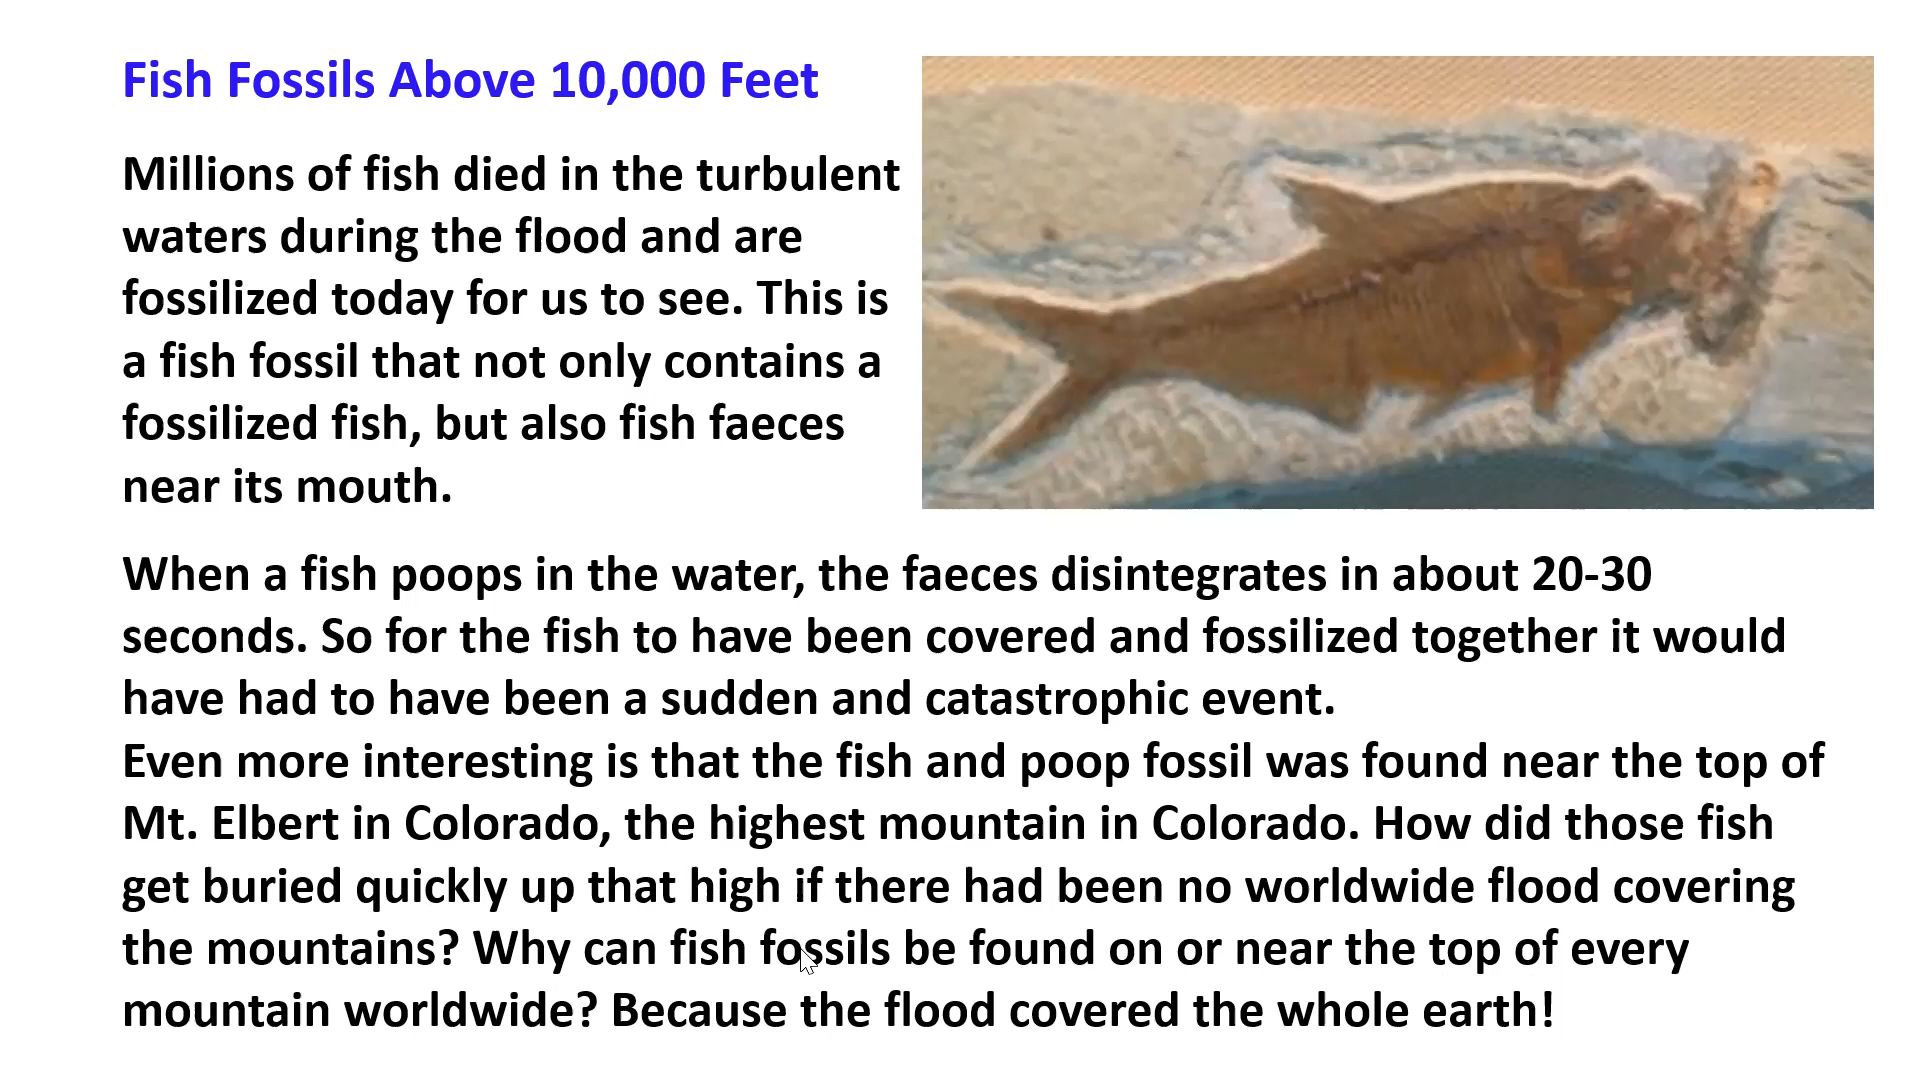 Fish Fossils Above 10,000 Feet
Millions of fish died in the turbulent
waters during the flood and are
fossilized today for us to see. This is
a fish fossil that not only contains a
fossilized fish, but also fish faeces
near its mouth.
When a fish poops in the water, the faeces disintegrates in about 20-30
seconds. So for the fish to have been covered and fossilized together it would
have had to have been a sudden and catastrophic event.
Even more interesting is that the fish and poop fossil was found near the top of
Mt. Elbert in Colorado, the highest mountain in Colorado. How did those fish
get buried quickly up that high if there had been no worldwide flood covering
the mountains? Why can fish fossils be found on or near the top of every
mountain worldwide? Because the flood covered the whole earth!